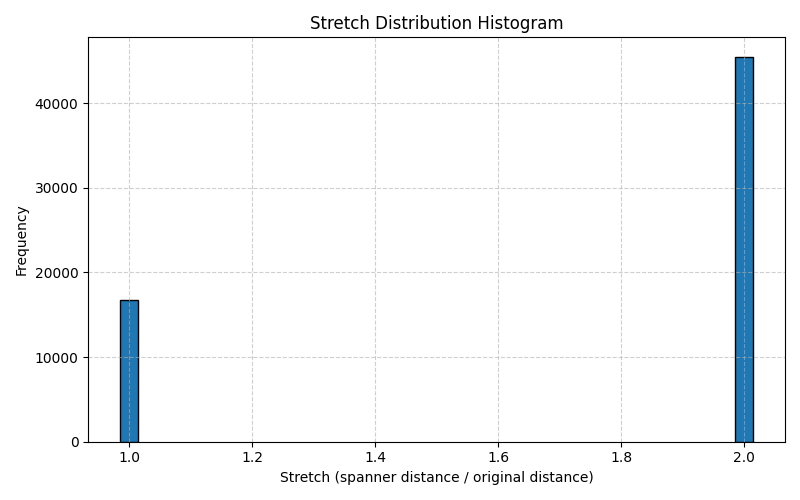 Stretch Distribution Histogram
Frequency
40000
30000
20000
10000
0
1.0 1.2 1.4 1.6 1.8 2.0
Stretch (spanner distance / original distance)